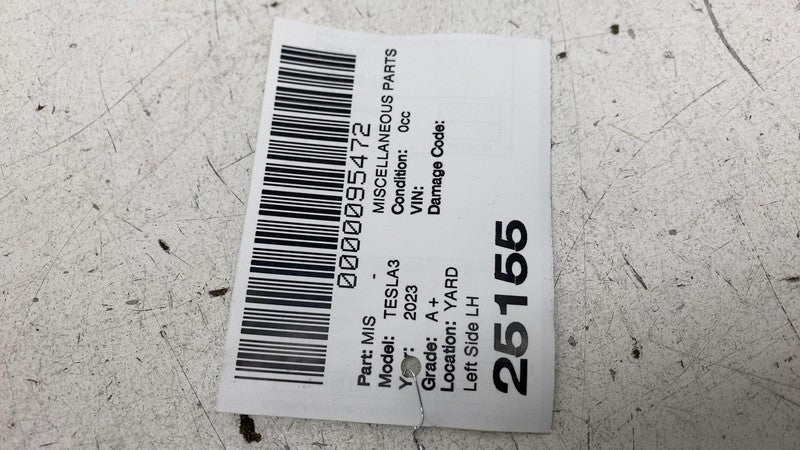 0000095472
Part: MIS - MISCELLANEOUS PARTS
Model: TESLA3 Condition: 0cc
Year: 2023 VIN:
Grade: A+ Damage Code:
Location: YARD
Left Side LH
25155